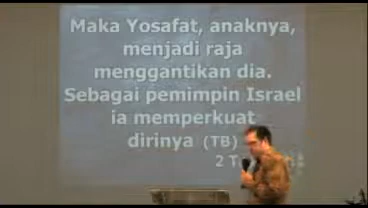 Maka Yosafat, anaknya,
menjadi raja
menggantikan dia.
Sebagai pemimpin Israel
ia memperkuat
dirinya (TB)
2 T